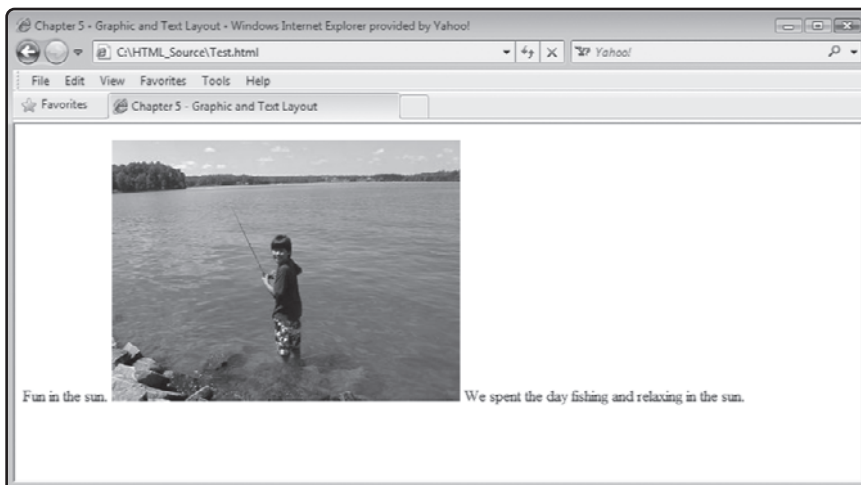 Chapter 5 - Graphic and Text Layout - Windows Internet Explorer provided by Yahoo!
C:\HTML_Source\Test.html
Yahoo!
File Edit View Favorites Tools Help
Favorites
Chapter 5 - Graphic and Text Layout
Fun in the sun. We spent the day fishing and relaxing in the sun.